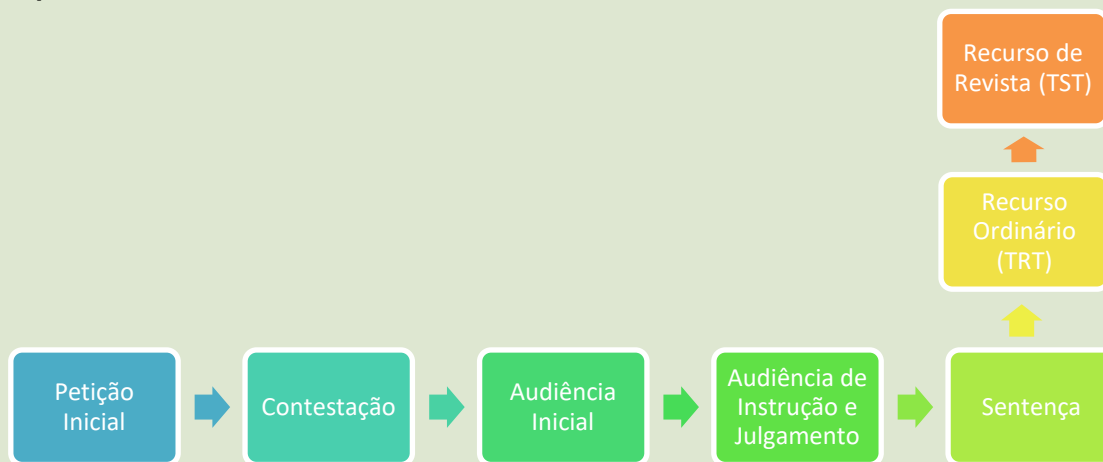 Petição
Inicial
Contestação
Audiência
Inicial
Audiência de
Instrução e
Julgamento
Sentença
Recurso
Ordinário
(TRT)
Recurso de
Revista (TST)